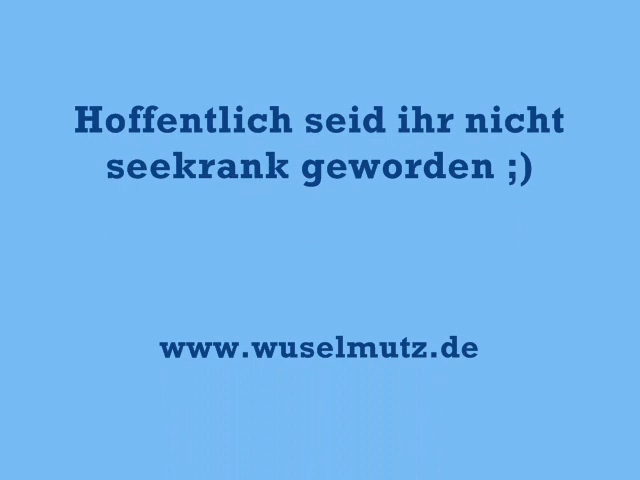 Hoffentlich seid ihr nicht
seekrank geworden ;)
www.wuselmutz.de